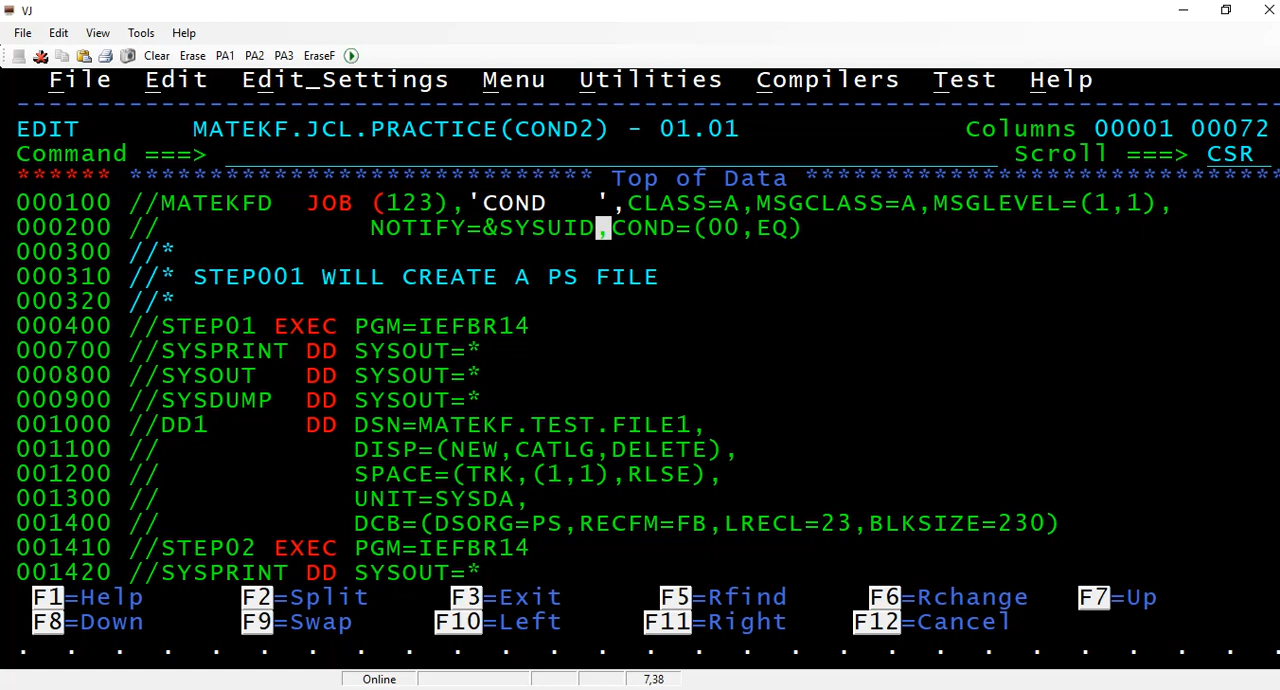 VJ
File Edit View Tools Help
Clear Erase PA1 PA2 PA3 EraseF
File Edit Edit_Settings Menu Utilities Compilers Test Help
--------------------------------------------------------------------------------
EDIT MATEKF.JCL.PRACTICE(COND2) - 01.01 Columns 00001 00072
Command ===> Scroll ===> CSR
****** ***************************** Top of Data ******************************
000100 //MATEKFD  JOB (123),'COND   ',CLASS=A,MSGCLASS=A,MSGLEVEL=(1,1),
000200 //             NOTIFY=&SYSUID,COND=(00,EQ)
000300 //*
000310 //* STEP001 WILL CREATE A PS FILE
000320 //*
000400 //STEP01 EXEC PGM=IEFBR14
000700 //SYSPRINT DD SYSOUT=*
000800 //SYSOUT   DD SYSOUT=*
000900 //SYSDUMP  DD SYSOUT=*
001000 //DD1      DD DSN=MATEKF.TEST.FILE1,
001100 //            DISP=(NEW,CATLG,DELETE),
001200 //            SPACE=(TRK,(1,1),RLSE),
001300 //            UNIT=SYSDA,
001400 //            DCB=(DSORG=PS,RECFM=FB,LRECL=23,BLKSIZE=230)
001410 //STEP02 EXEC PGM=IEFBR14
001420 //SYSPRINT DD SYSOUT=*
F1=Help F2=Split F3=Exit F5=Rfind F6=Rchange F7=Up
F8=Down F9=Swap F10=Left F11=Right F12=Cancel
Online 7,38